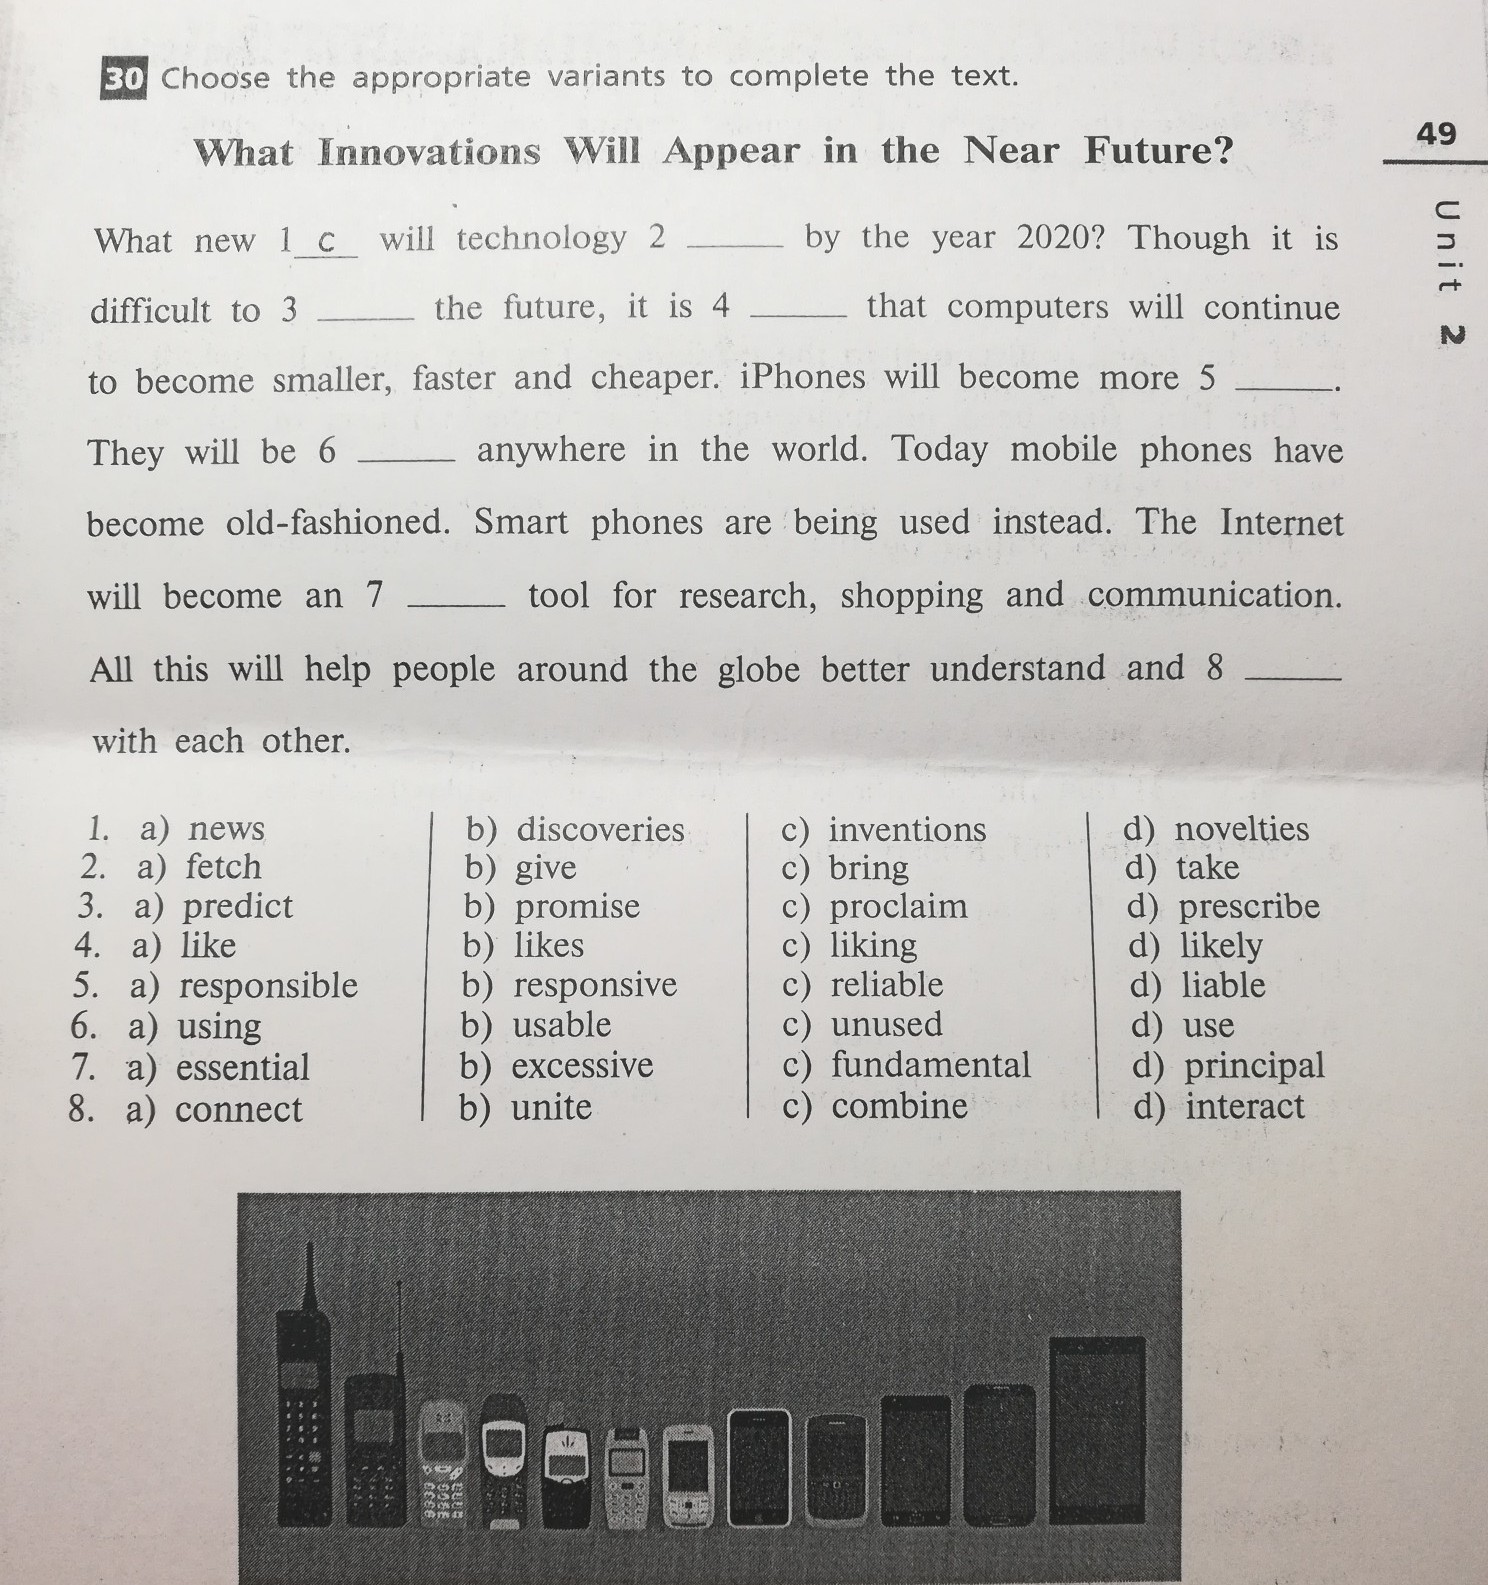 30 Choose the appropriate variants to complete the text.
What Innovations Will Appear in the Near Future?
49
Unit 2
What new 1 c will technology 2 _____ by the year 2020? Though it is
difficult to 3 _____ the future, it is 4 _____ that computers will continue
to become smaller, faster and cheaper. iPhones will become more 5 _____.
They will be 6 _____ anywhere in the world. Today mobile phones have
become old-fashioned. Smart phones are being used instead. The Internet
will become an 7 _____ tool for research, shopping and communication.
All this will help people around the globe better understand and 8 _____
with each other.
1. a) news b) discoveries c) inventions d) novelties
2. a) fetch b) give c) bring d) take
3. a) predict b) promise c) proclaim d) prescribe
4. a) like b) likes c) liking d) likely
5. a) responsible b) responsive c) reliable d) liable
6. a) using b) usable c) unused d) use
7. a) essential b) excessive c) fundamental d) principal
8. a) connect b) unite c) combine d) interact